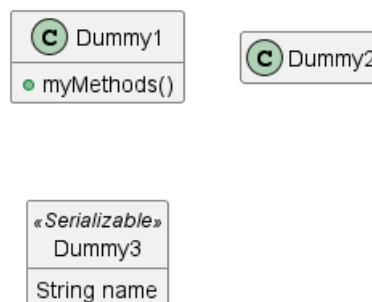 C Dummy1
myMethods()
C Dummy2
«Serializable»
Dummy3
String name